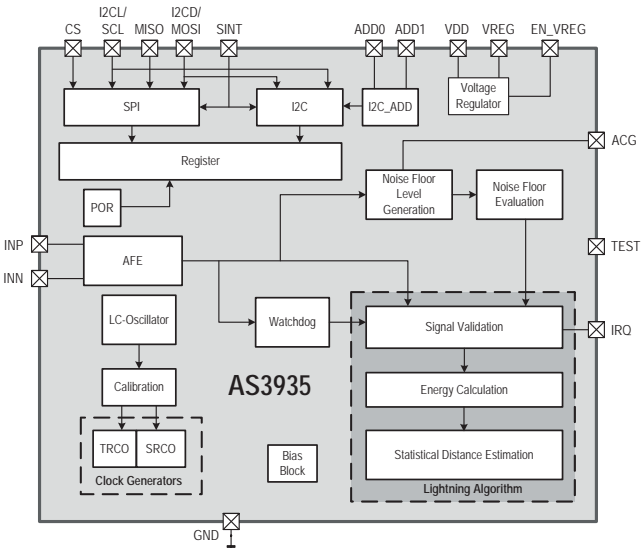 I2CL/ I2CD/
CS SCL MISO MOSI SINT ADD0 ADD1 VDD VREG EN_VREG
Voltage
Regulator
SPI I2C I2C_ADD
ACG
Register
Noise Floor
Level
Generation
Noise Floor
Evaluation
POR
INP
AFE
TEST
INN
LC-Oscillator
Watchdog
Signal Validation
IRQ
Calibration
AS3935
Energy Calculation
TRCO SRCO
Bias
Block
Statistical Distance Estimation
Clock Generators
Lightning Algorithm
GND